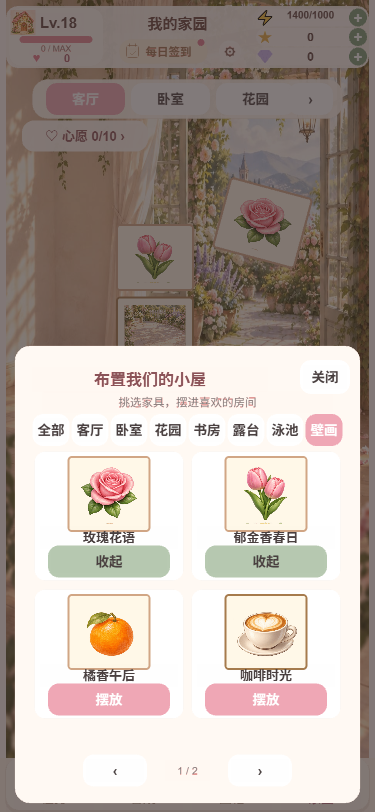 Lv.18
我的家园
1400/1000
0 / MAX
每日签到
0
0
0
客厅
卧室
花园
›
心愿 0/10 ›
布置我们的小屋
关闭
挑选家具，摆进喜欢的房间
全部
客厅
卧室
花园
书房
露台
泳池
壁画
玫瑰花语
郁金香春日
收起
收起
橘香午后
咖啡时光
摆放
摆放
‹
1 / 2
›